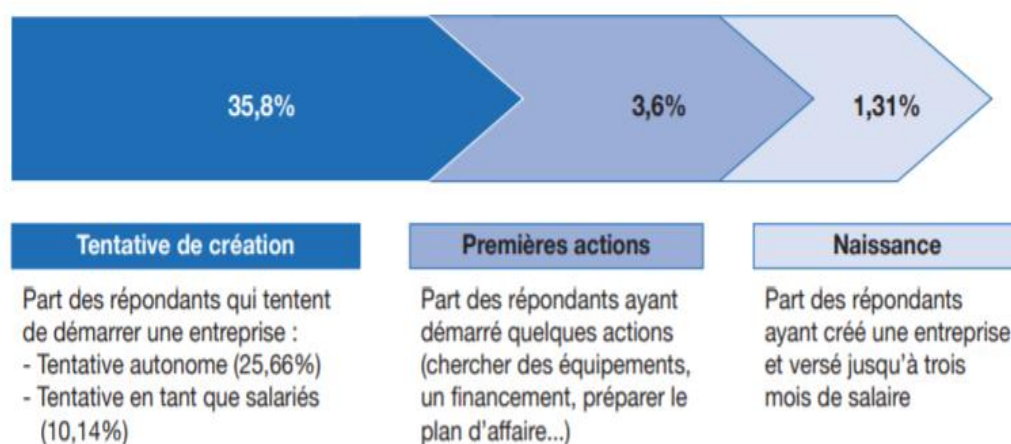 35,8%
3,6%
1,31%
Tentative de création
Part des répondants qui tentent
de démarrer une entreprise :
- Tentative autonome (25,66%)
- Tentative en tant que salariés
(10,14%)
Premières actions
Part des répondants ayant
démarré quelques actions
(chercher des équipements,
un financement, préparer le
plan d'affaire...)
Naissance
Part des répondants
ayant créé une entreprise
et versé jusqu'à trois
mois de salaire